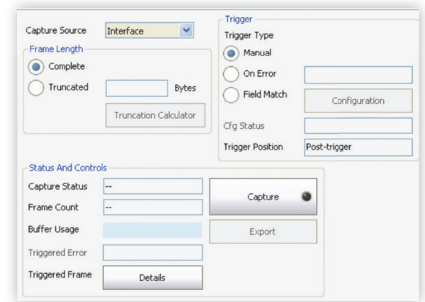 Capture Source
Interface
Frame Length
Complete
Truncated
Bytes
Truncation Calculator
Trigger
Trigger Type
Manual
On Error
Field Match
Configuration
Cfg Status
Trigger Position
Post-trigger
Status And Controls
Capture Status
--
Capture
Frame Count
--
Buffer Usage
Export
Triggered Error
Triggered Frame
Details